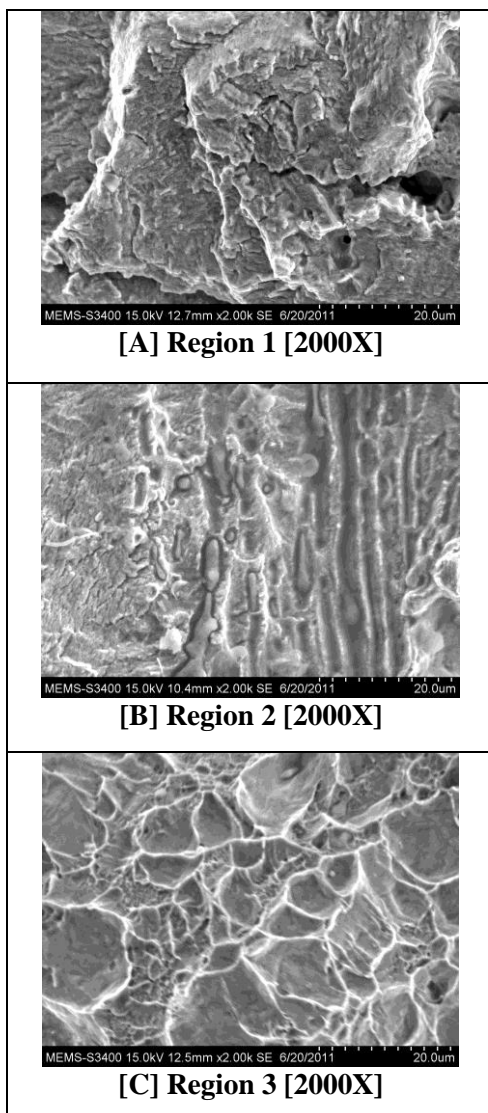 MEMS-S3400 15.0kV 12.7mm x2.00k SE 6/20/2011 20.0um
[A] Region 1 [2000X]
MEMS-S3400 15.0kV 10.4mm x2.00k SE 6/20/2011 20.0um
[B] Region 2 [2000X]
MEMS-S3400 15.0kV 12.5mm x2.00k SE 6/20/2011 20.0um
[C] Region 3 [2000X]